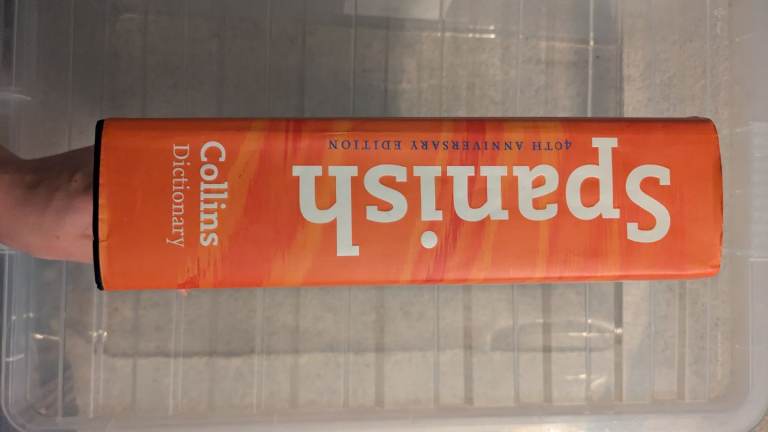 40TH ANNIVERSARY EDITION
Spanish
Collins
Dictionary